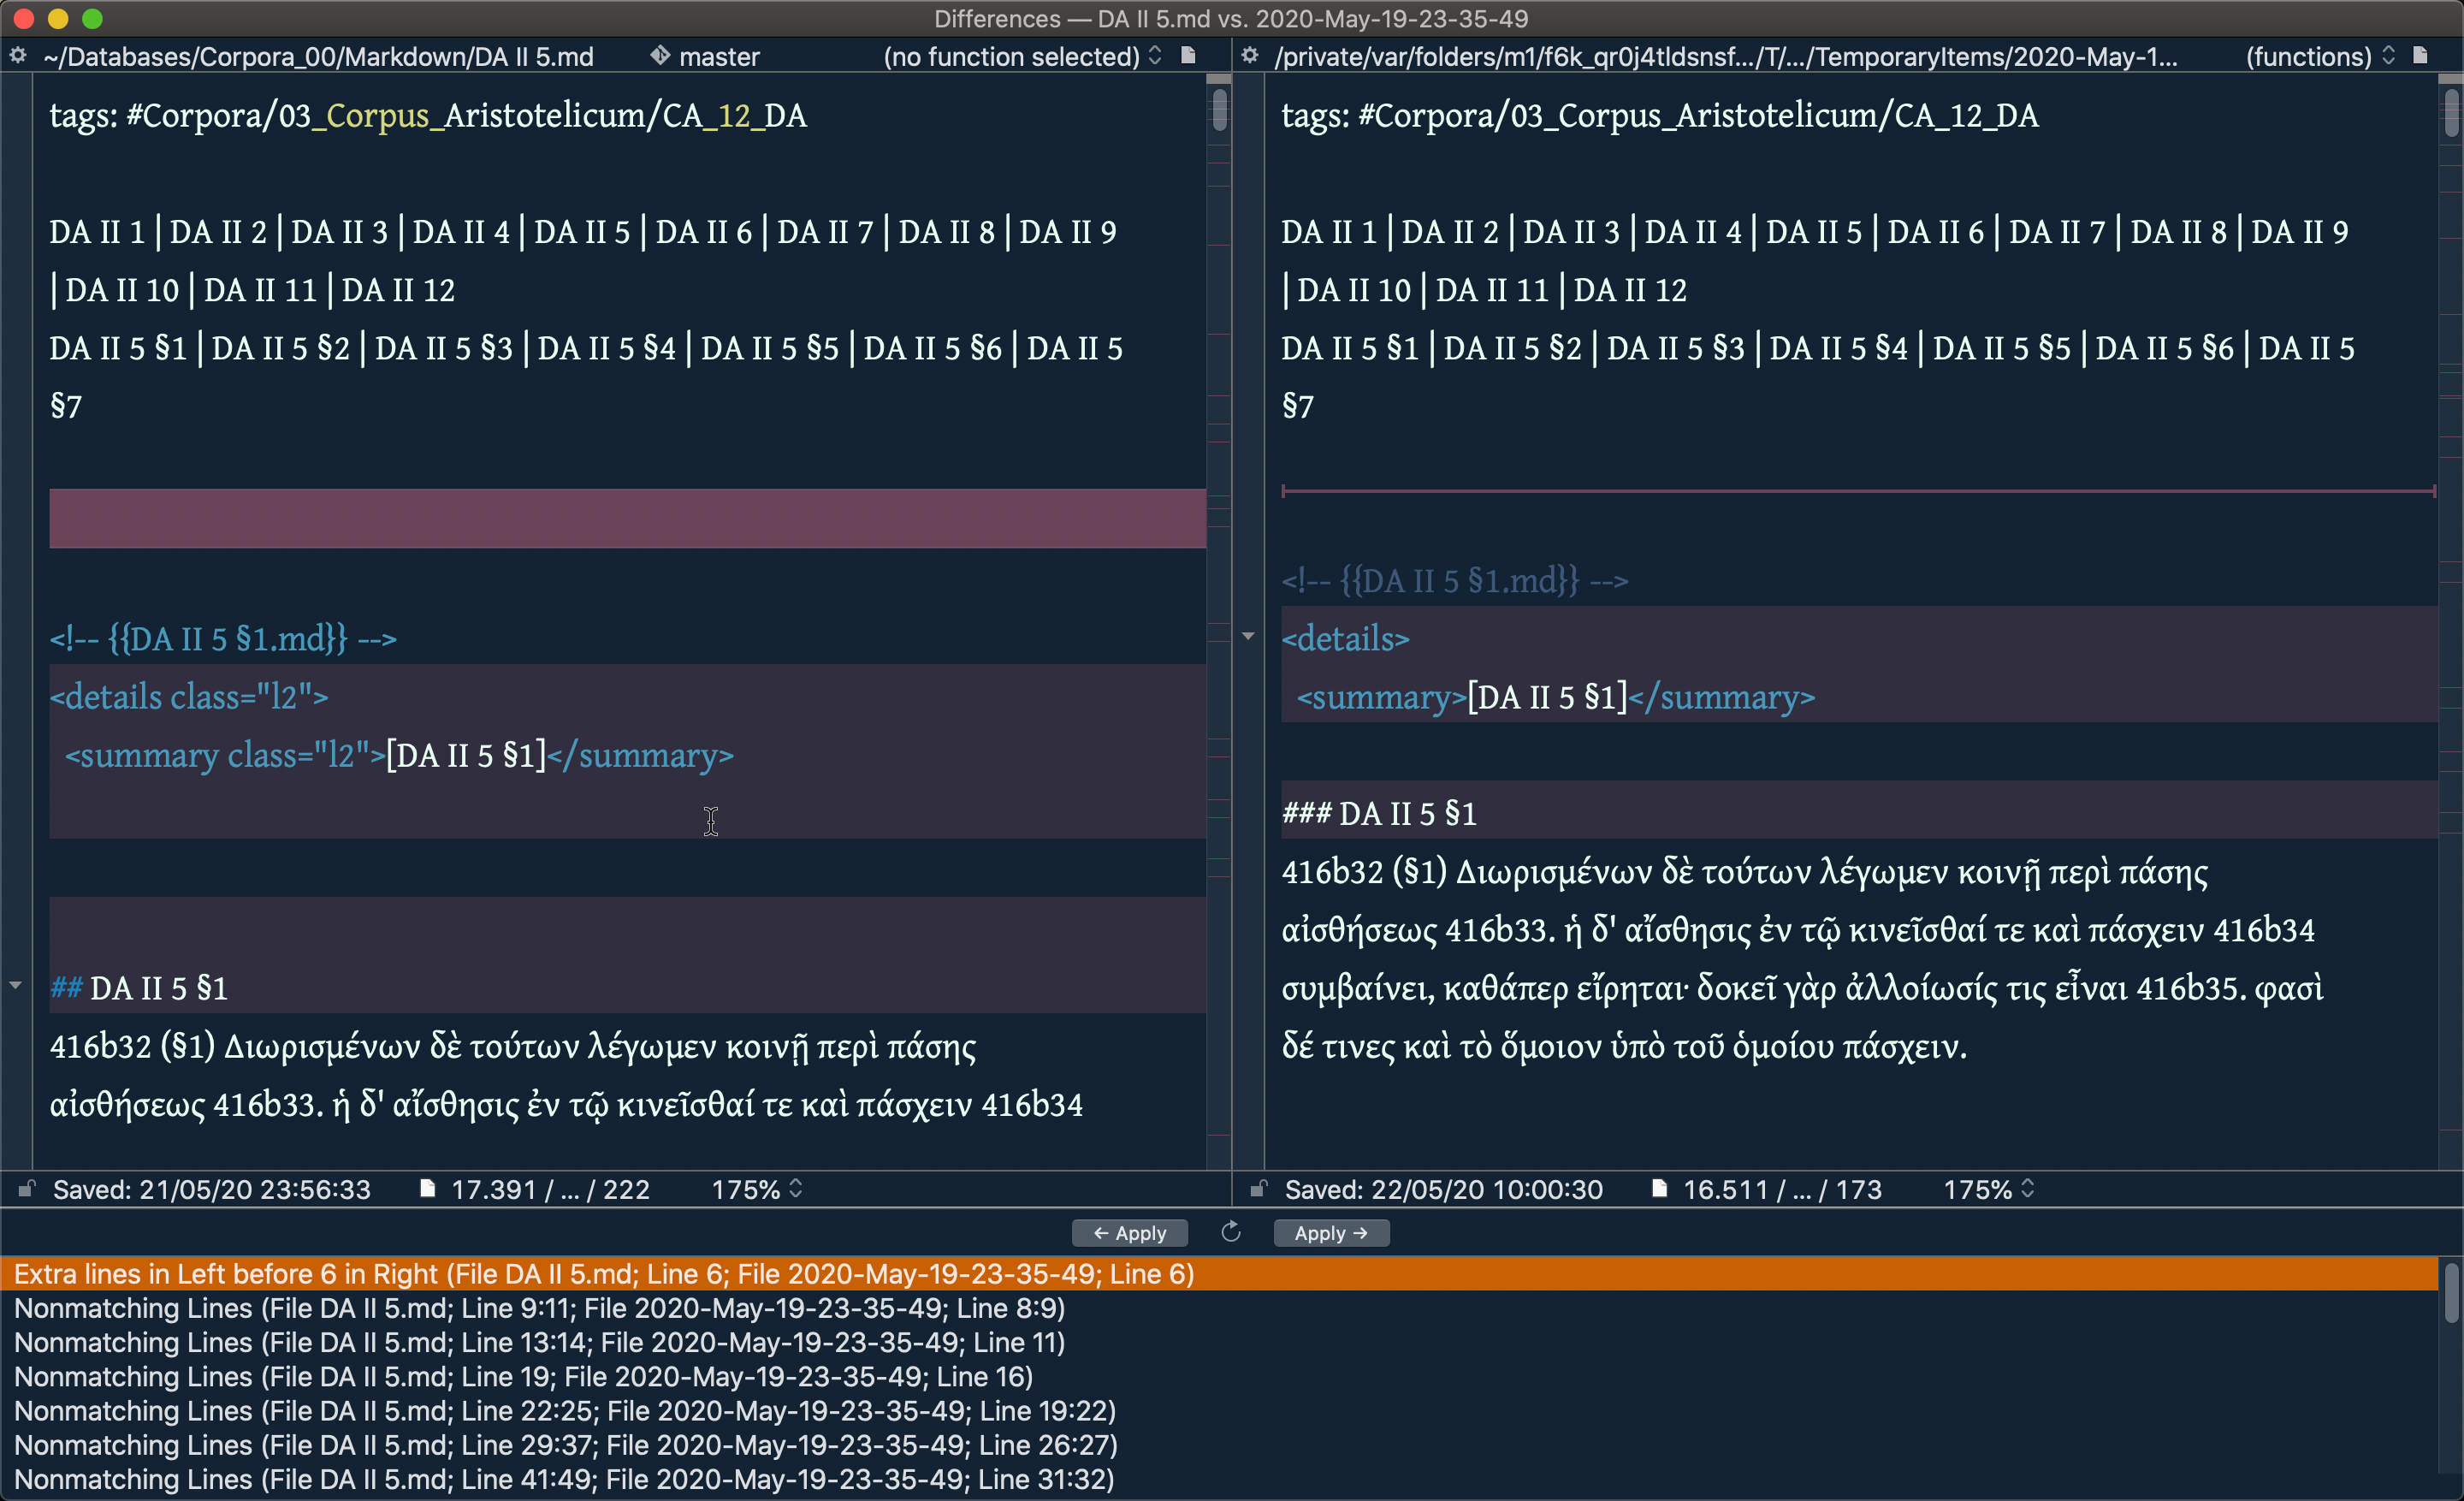 Differences — DA II 5.md vs. 2020-May-19-23-35-49
~/Databases/Corpora_00/Markdown/DA II 5.md master (no function selected)
tags: #Corpora/03_Corpus_Aristotelicum/CA_12_DA
DA II 1 | DA II 2 | DA II 3 | DA II 4 | DA II 5 | DA II 6 | DA II 7 | DA II 8 | DA II 9
| DA II 10 | DA II 11 | DA II 12
DA II 5 §1 | DA II 5 §2 | DA II 5 §3 | DA II 5 §4 | DA II 5 §5 | DA II 5 §6 | DA II 5
§7
<!-- {{DA II 5 §1.md}} -->
<details class="l2">
<summary class="l2">[DA II 5 §1]</summary>
## DA II 5 §1
416b32 (§1) Διωρισμένων δὲ τούτων λέγωμεν κοινῇ περὶ πάσης
αἰσθήσεως 416b33. ἡ δ' αἴσθησις ἐν τῷ κινεῖσθαί τε καὶ πάσχειν 416b34
Saved: 21/05/20 23:56:33 17.391 / ... / 222 175%
/private/var/folders/m1/f6k_qr0j4tldsnsf.../T/.../TemporaryItems/2020-May-1... (functions)
tags: #Corpora/03_Corpus_Aristotelicum/CA_12_DA
DA II 1 | DA II 2 | DA II 3 | DA II 4 | DA II 5 | DA II 6 | DA II 7 | DA II 8 | DA II 9
| DA II 10 | DA II 11 | DA II 12
DA II 5 §1 | DA II 5 §2 | DA II 5 §3 | DA II 5 §4 | DA II 5 §5 | DA II 5 §6 | DA II 5
§7
<!-- {{DA II 5 §1.md}} -->
<details>
<summary>[DA II 5 §1]</summary>
### DA II 5 §1
416b32 (§1) Διωρισμένων δὲ τούτων λέγωμεν κοινῇ περὶ πάσης
αἰσθήσεως 416b33. ἡ δ' αἴσθησις ἐν τῷ κινεῖσθαί τε καὶ πάσχειν 416b34
συμβαίνει, καθάπερ εἴρηται· δοκεῖ γὰρ ἀλλοίωσίς τις εἶναι 416b35. φασὶ
δέ τινες καὶ τὸ ὅμοιον ὑπὸ τοῦ ὁμοίου πάσχειν.
Saved: 22/05/20 10:00:30 16.511 / ... / 173 175%
← Apply Apply →
Extra lines in Left before 6 in Right (File DA II 5.md; Line 6; File 2020-May-19-23-35-49; Line 6)
Nonmatching Lines (File DA II 5.md; Line 9:11; File 2020-May-19-23-35-49; Line 8:9)
Nonmatching Lines (File DA II 5.md; Line 13:14; File 2020-May-19-23-35-49; Line 11)
Nonmatching Lines (File DA II 5.md; Line 19; File 2020-May-19-23-35-49; Line 16)
Nonmatching Lines (File DA II 5.md; Line 22:25; File 2020-May-19-23-35-49; Line 19:22)
Nonmatching Lines (File DA II 5.md; Line 29:37; File 2020-May-19-23-35-49; Line 26:27)
Nonmatching Lines (File DA II 5.md; Line 41:49; File 2020-May-19-23-35-49; Line 31:32)